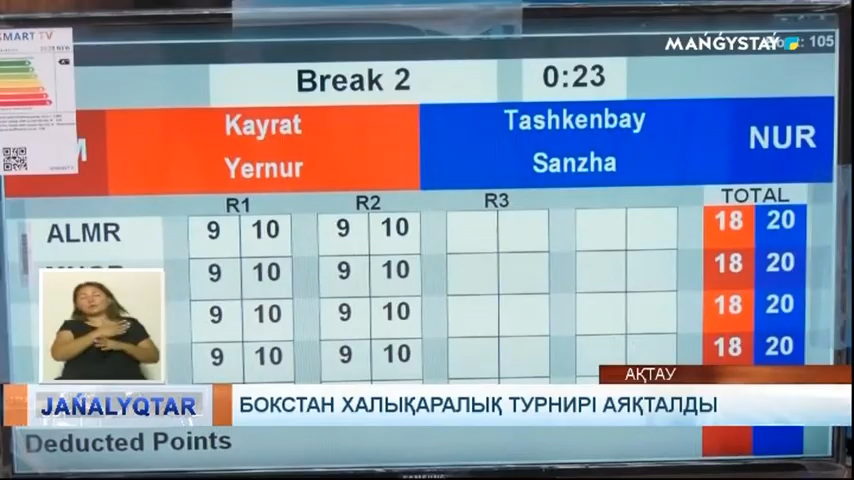 SMART TV
MAŃǴYSTAÝ
: 105
Break 2
0:23
Kayrat
Yernur
Tashkenbay
Sanzha
NUR
R1
R2
R3
TOTAL
ALMR
9 10 9 10 18 20
9 10 9 10 18 20
9 10 9 10 18 20
9 10 9 10 18 20
АҚТАУ
JAŃALYQTAR
БОКСТАН ХАЛЫҚАРАЛЫҚ ТУРНИРІ АЯҚТАЛДЫ
Deducted Points
SAMSUNG